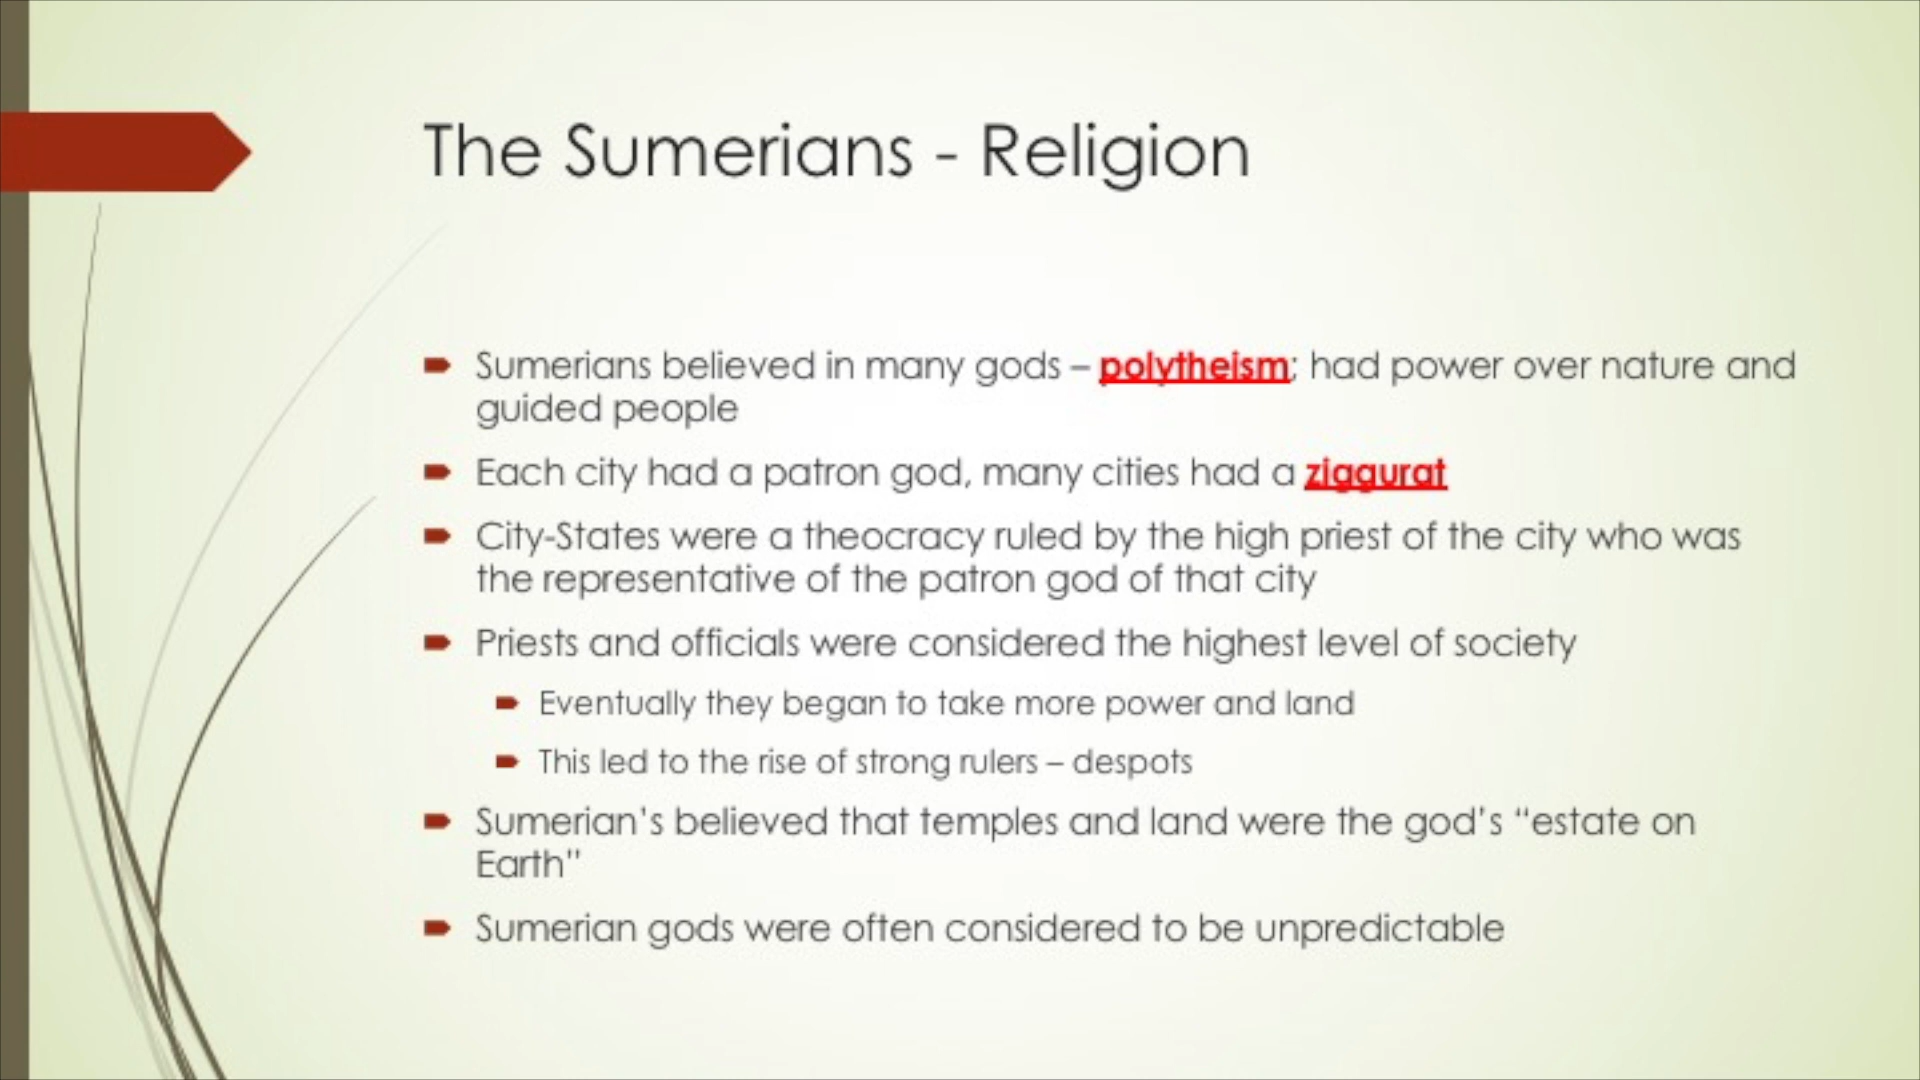 The Sumerians - Religion
Sumerians believed in many gods – polytheism; had power over nature and
guided people
Each city had a patron god, many cities had a ziggurat
City-States were a theocracy ruled by the high priest of the city who was
the representative of the patron god of that city
Priests and officials were considered the highest level of society
Eventually they began to take more power and land
This led to the rise of strong rulers – despots
Sumerian’s believed that temples and land were the god’s “estate on
Earth”
Sumerian gods were often considered to be unpredictable